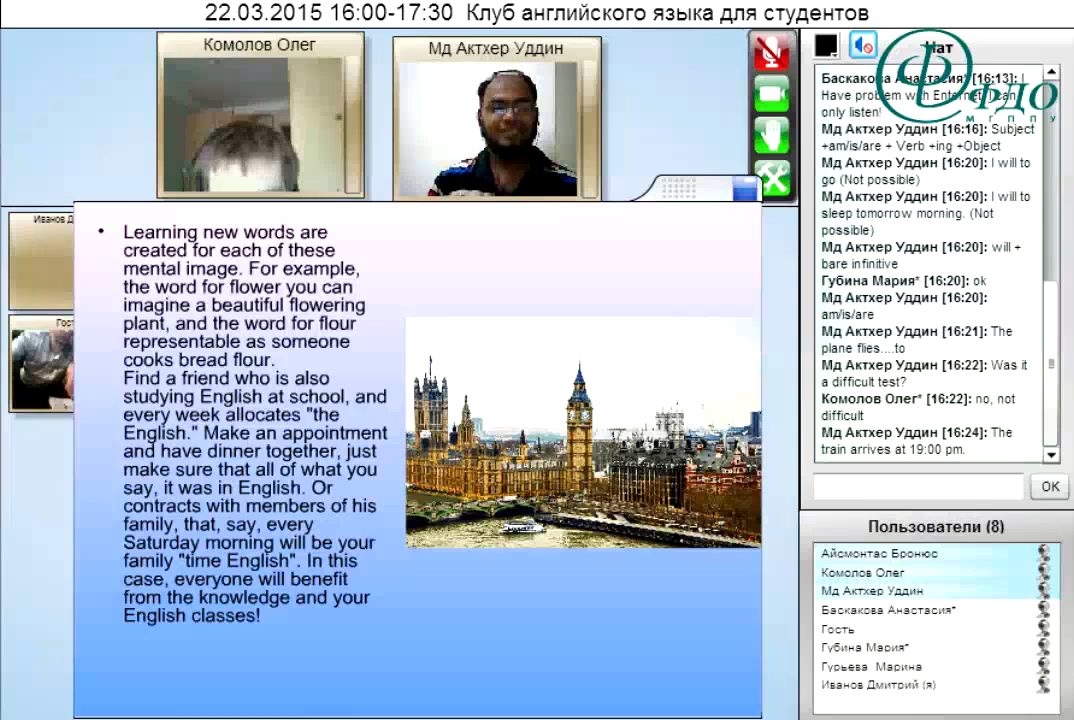 22.03.2015 16:00-17:30 Клуб английского языка для студентов
Комолов Олег
Мд Актхер Уддин
Иванов Д
Гост
• Learning new words are
created for each of these
mental image. For example,
the word for flower you can
imagine a beautiful flowering
plant, and the word for flour
representable as someone
cooks bread flour.
Find a friend who is also
studying English at school, and
every week allocates "the
English." Make an appointment
and have dinner together, just
make sure that all of what you
say, it was in English. Or
contracts with members of his
family, that, say, every
Saturday morning will be your
family "time English". In this
case, everyone will benefit
from the knowledge and your
English classes!
Чат
ФДО
МГППУ
Баскакова Анастасия* [16:13]: I
Have problem with Enternet, I can
only listen!
Мд Актхер Уддин [16:16]: Subject
+am/is/are + Verb +ing +Object
Мд Актхер Уддин [16:20]: I will to
go (Not possible)
Мд Актхер Уддин [16:20]: I will to
sleep tomorrow morning. (Not
possible)
Мд Актхер Уддин [16:20]: will +
bare infinitive
Губина Мария* [16:20]: ok
Мд Актхер Уддин [16:20]:
am/is/are
Мд Актхер Уддин [16:21]: The
plane flies....to
Мд Актхер Уддин [16:22]: Was it
a difficult test?
Комолов Олег* [16:22]: no, not
difficult
Мд Актхер Уддин [16:24]: The
train arrives at 19:00 pm.
OK
Пользователи (8)
Айсмонтас Бронюс
Комолов Олег
Мд Актхер Уддин
Баскакова Анастасия*
Гость
Губина Мария*
Гурьева Марина
Иванов Дмитрий (я)